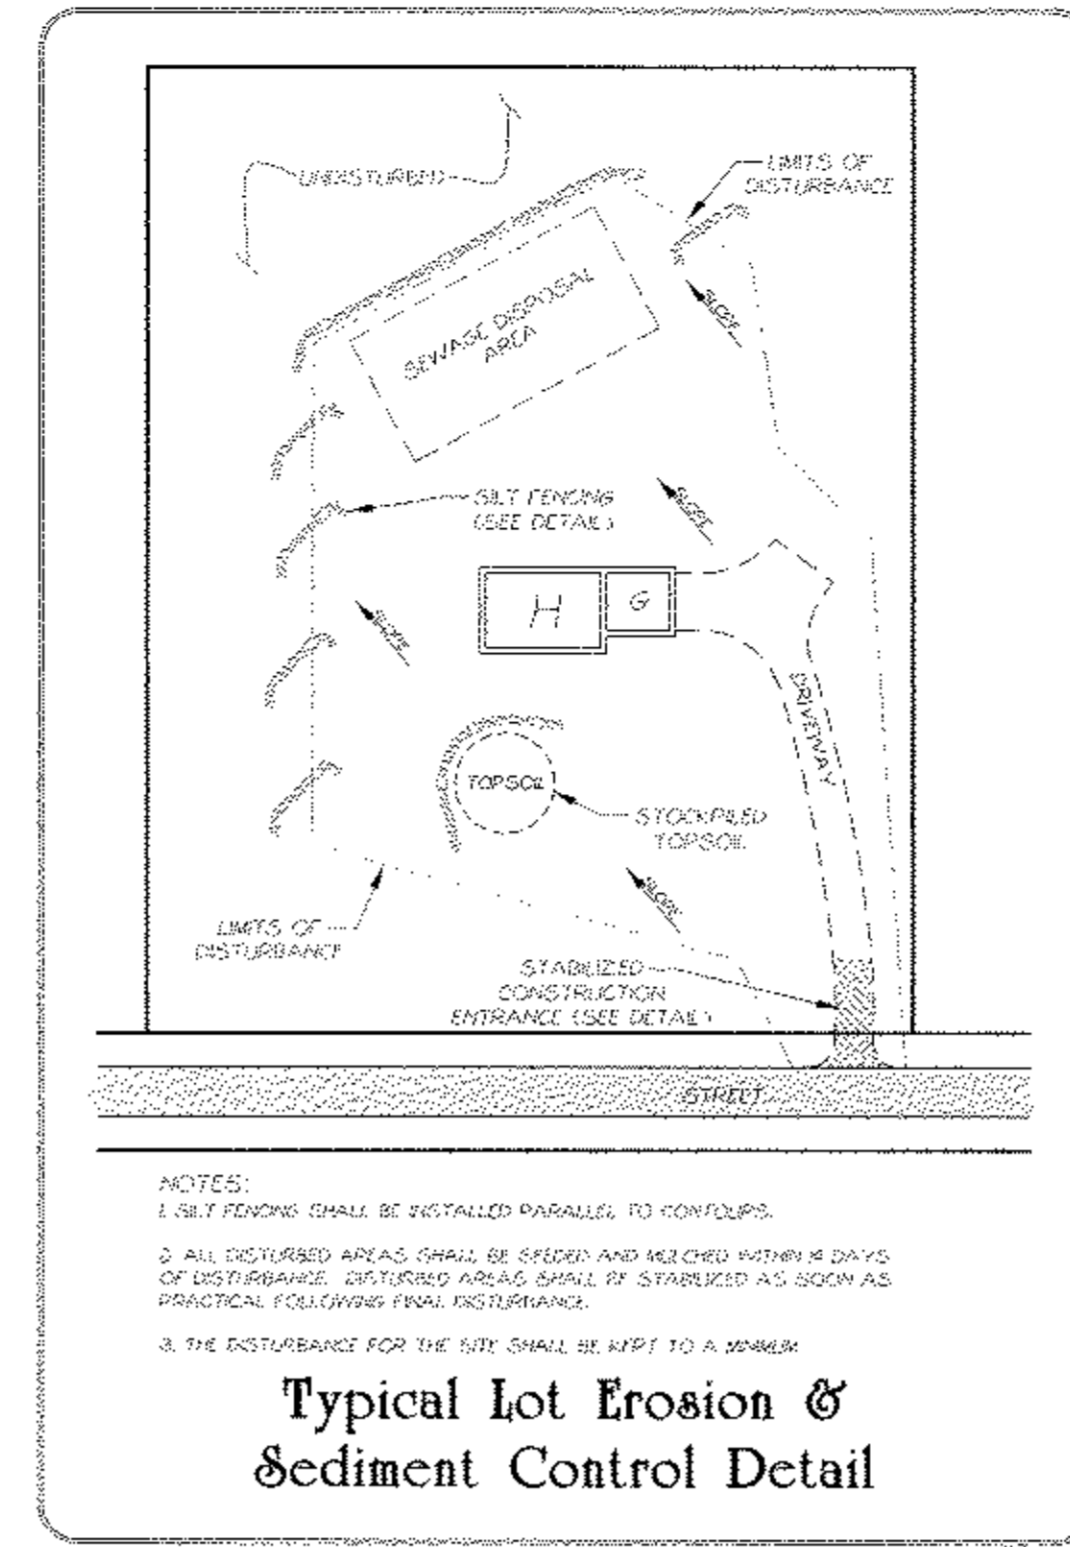 UNDISTURBED
LIMITS OF
DISTURBANCE
SLOPE
SEWAGE DISPOSAL
AREA
SILT FENCING
(SEE DETAIL)
SLOPE
H
G
SLOPE
DRIVEWAY
TOPSOIL
STOCKPILED
TOPSOIL
SLOPE
LIMITS OF
DISTURBANCE
STABILIZED
CONSTRUCTION
ENTRANCE (SEE DETAIL)
STREET
NOTES:
1. SILT FENCING SHALL BE INSTALLED PARALLEL TO CONTOURS.
2. ALL DISTURBED AREAS SHALL BE SEEDED AND MULCHED WITHIN 14 DAYS
OF DISTURBANCE. DISTURBED AREAS SHALL BE STABILIZED AS SOON AS
PRACTICAL FOLLOWING FINAL DISTURBANCE.
3. THE DISTURBANCE FOR THE SITE SHALL BE KEPT TO A MINIMUM
Typical Lot Erosion &
Sediment Control Detail